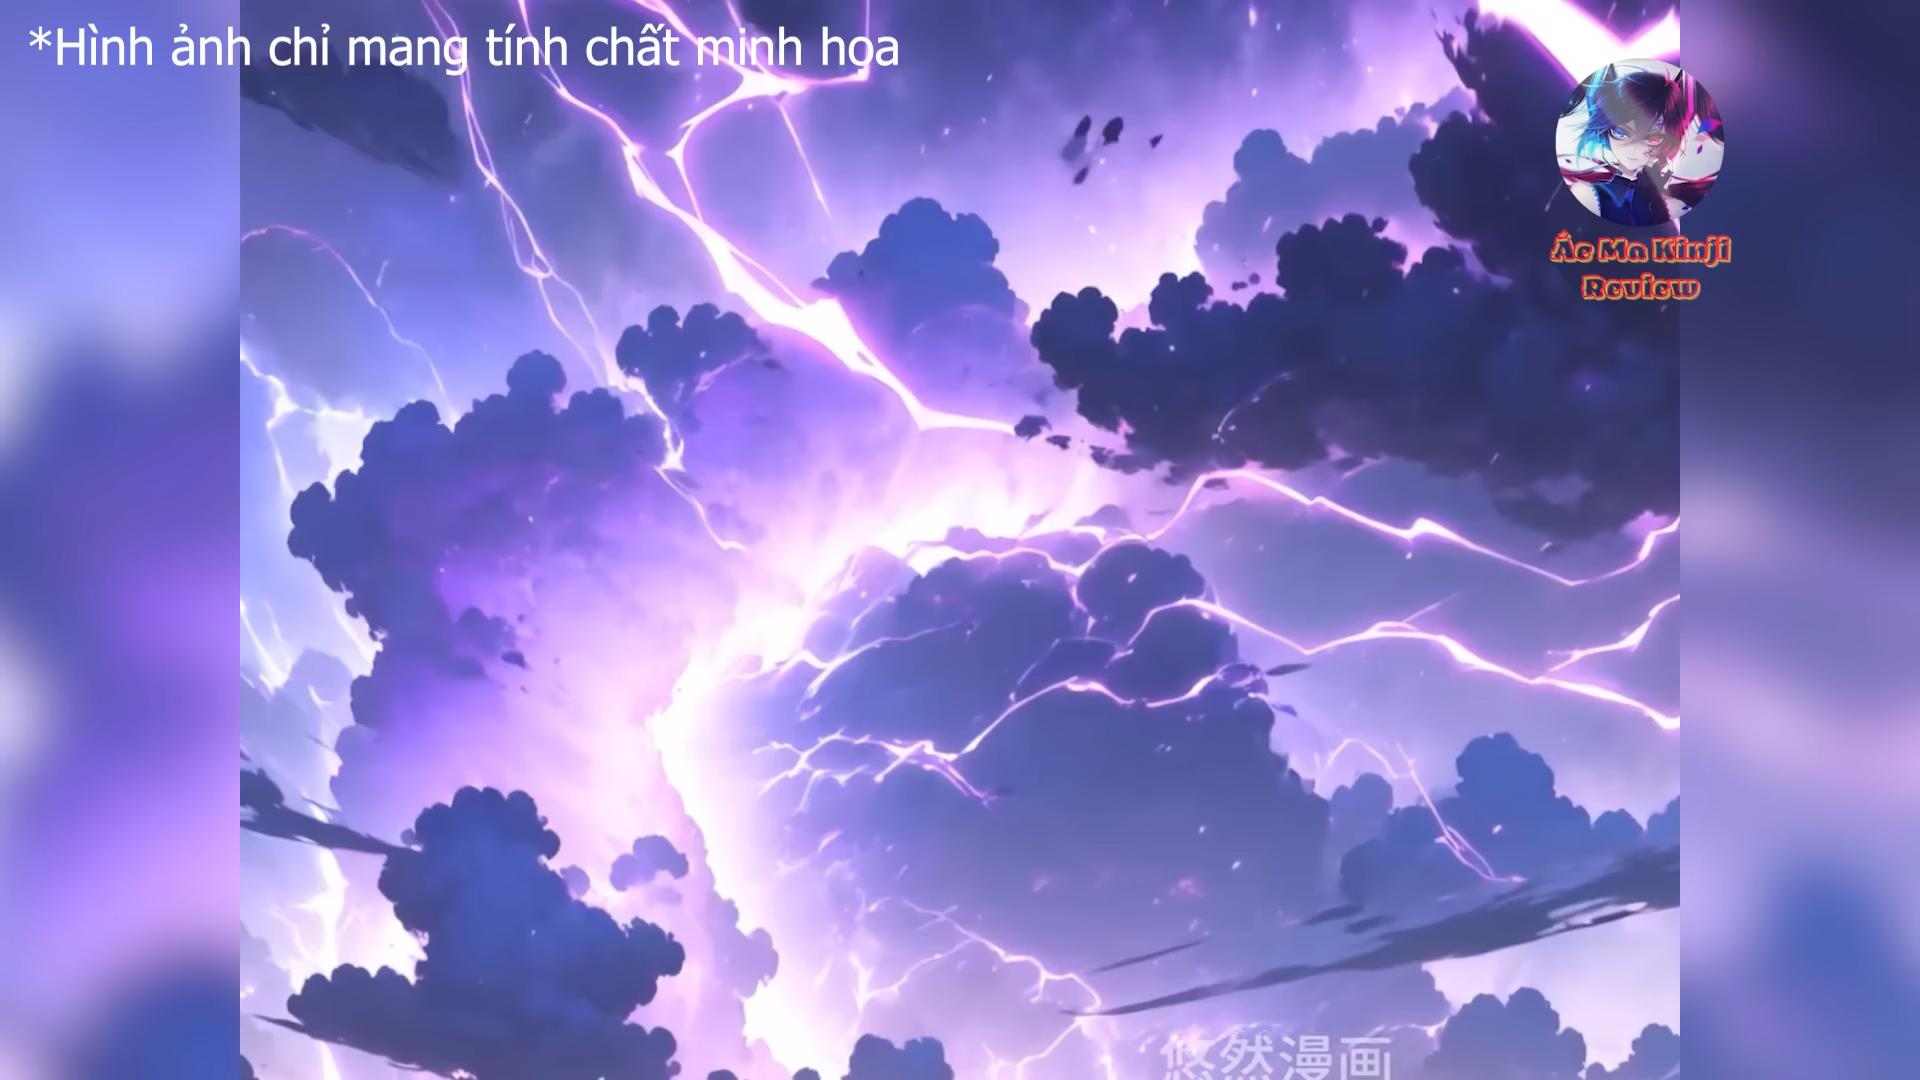 *Hình ảnh chỉ mang tính chất minh họa
Ác Ma Kinji
Review
悠然漫画